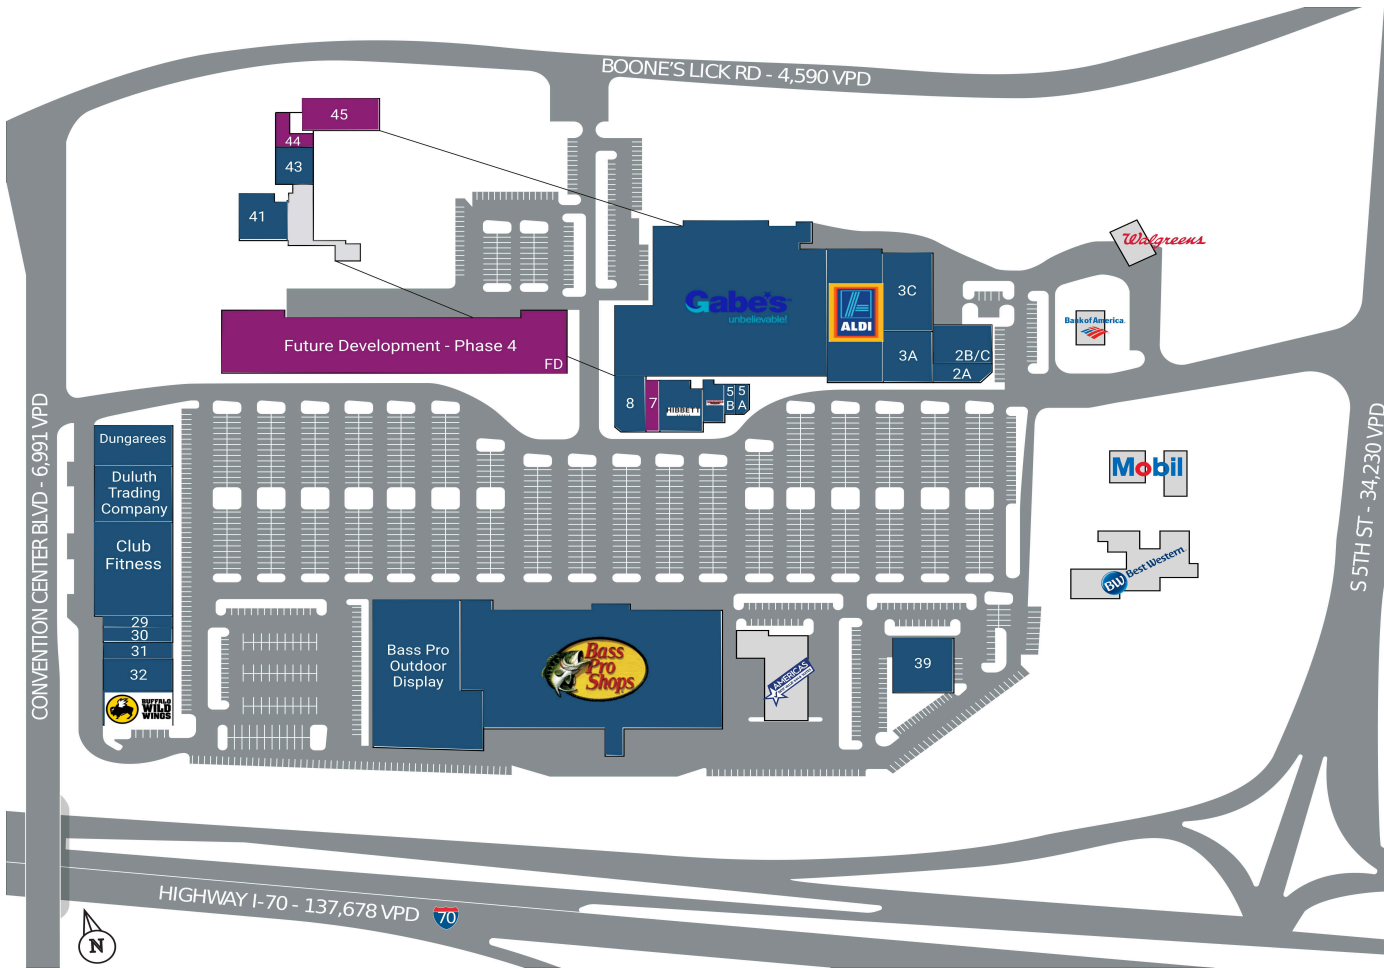 BOONE'S LICK RD - 4,590 VPD
45
44
43
41
Walgreens
3C
Gabe's
unbelievable!
ALDI
Bank of America
Future Development - Phase 4
FD
3A
2B/C
2A
8
7
HIBBETT
5
B
5
A
CONVENTION CENTER BLVD - 6,991 VPD
Dungarees
Duluth
Trading
Company
Club
Fitness
29
30
31
32
BUFFALO
WILD
WINGS
Mobil
BW Best Western
S 5TH ST - 34,230 VPD
Bass Pro
Outdoor
Display
Bass
Pro
Shops
AMERICAS
39
HIGHWAY I-70 - 137,678 VPD
70
N